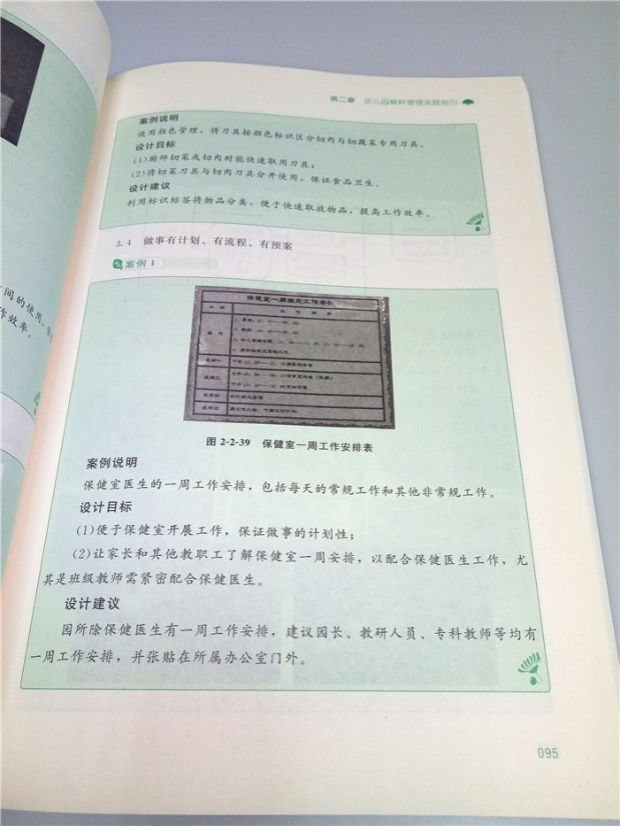 第二章 幼儿园精碎管理实践指引
案例说明
使用颜色管理，将刀具按颜色标识区分切肉与切蔬菜专用刀具。
设计目标
(1)厨师切菜或切肉时能快速取用刀具；
(2)将切菜刀具与切肉刀具分开使用，保证食品卫生。
设计建议
利用标识标签将物品分类，便于快速取放物品，提高工作效率。
3.4 做事有计划、有流程、有预案
案例1
间的使用，
作效率。
保健室一周
图 2-2-39 保健室一周工作安排表
案例说明
保健室医生的一周工作安排，包括每天的常规工作和其他非常规工作。
设计目标
(1)便于保健室开展工作，保证做事的计划性；
(2)让家长和其他教职工了解保健室一周安排，以配合保健医生工作，尤
其是班级教师需紧密配合保健医生。
设计建议
园所除保健医生有一周工作安排，建议园长、教研人员、专科教师等均有
一周工作安排，并张贴在所属办公室门外。
095